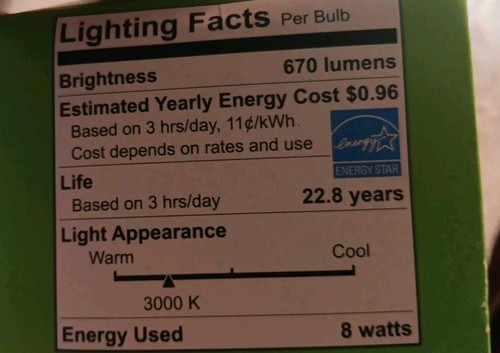 Lighting Facts Per Bulb
Brightness 670 lumens
Estimated Yearly Energy Cost $0.96
Based on 3 hrs/day, 11¢/kWh.
Cost depends on rates and use
energy
ENERGY STAR
Life
Based on 3 hrs/day 22.8 years
Light Appearance
Warm Cool
3000 K
Energy Used 8 watts